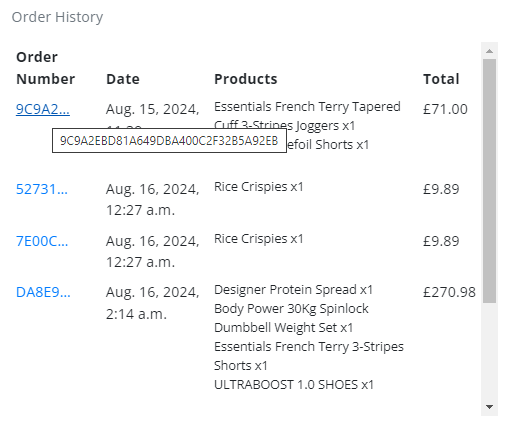 Order History
Order
Number Date Products Total
9C9A2... Aug. 15, 2024, Essentials French Terry Tapered £71.00
Cuff 3-Stripes Joggers x1
9C9A2EBD81A649DBA400C2F32B5A92EB efoil Shorts x1
52731... Aug. 16, 2024, Rice Crispies x1 £9.89
12:27 a.m.
7E00C... Aug. 16, 2024, Rice Crispies x1 £9.89
12:27 a.m.
DA8E9... Aug. 16, 2024, Designer Protein Spread x1 £270.98
2:14 a.m. Body Power 30Kg Spinlock
Dumbbell Weight Set x1
Essentials French Terry 3-Stripes
Shorts x1
ULTRABOOST 1.0 SHOES x1